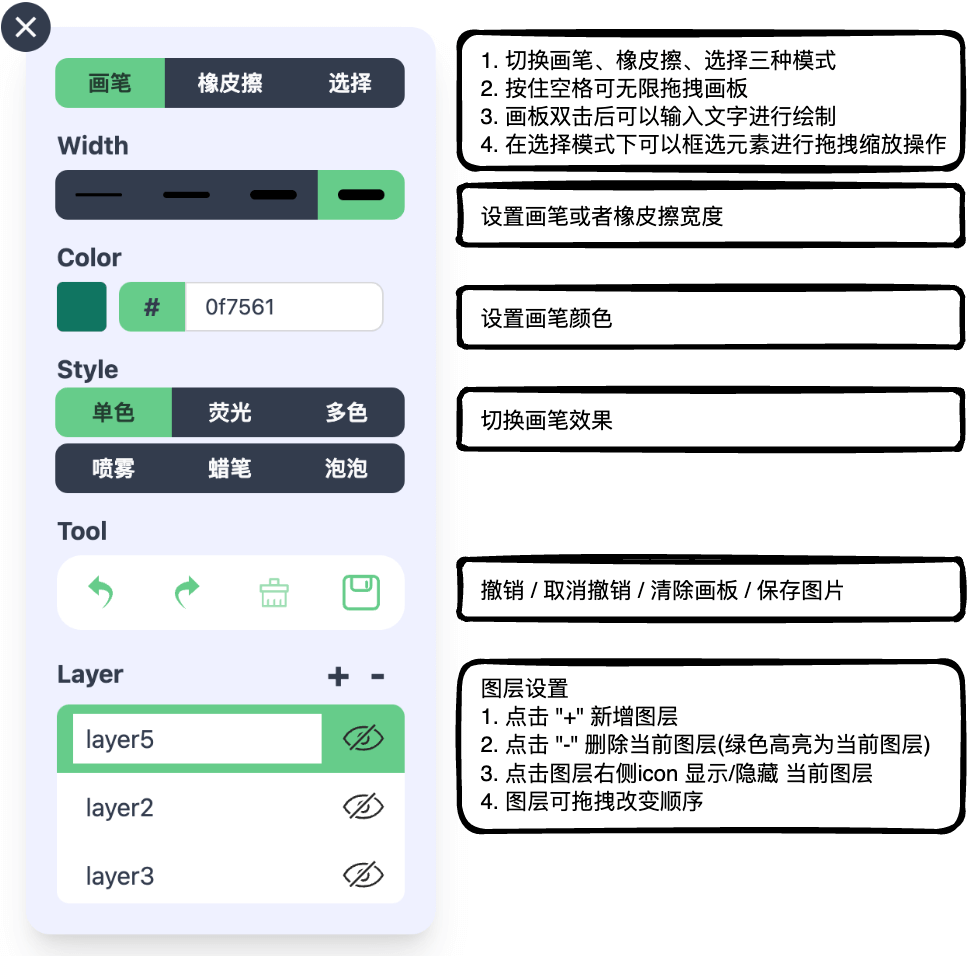 画笔 橡皮擦 选择
Width
Color
# 0f7561
Style
单色 荧光 多色
喷雾 蜡笔 泡泡
Tool
Layer + -
layer5
layer2
layer3
1. 切换画笔、橡皮擦、选择三种模式
2. 按住空格可无限拖拽画板
3. 画板双击后可以输入文字进行绘制
4. 在选择模式下可以框选元素进行拖拽缩放操作
设置画笔或者橡皮擦宽度
设置画笔颜色
切换画笔效果
撤销 / 取消撤销 / 清除画板 / 保存图片
图层设置
1. 点击 "+" 新增图层
2. 点击 "-" 删除当前图层(绿色高亮为当前图层)
3. 点击图层右侧icon 显示/隐藏 当前图层
4. 图层可拖拽改变顺序